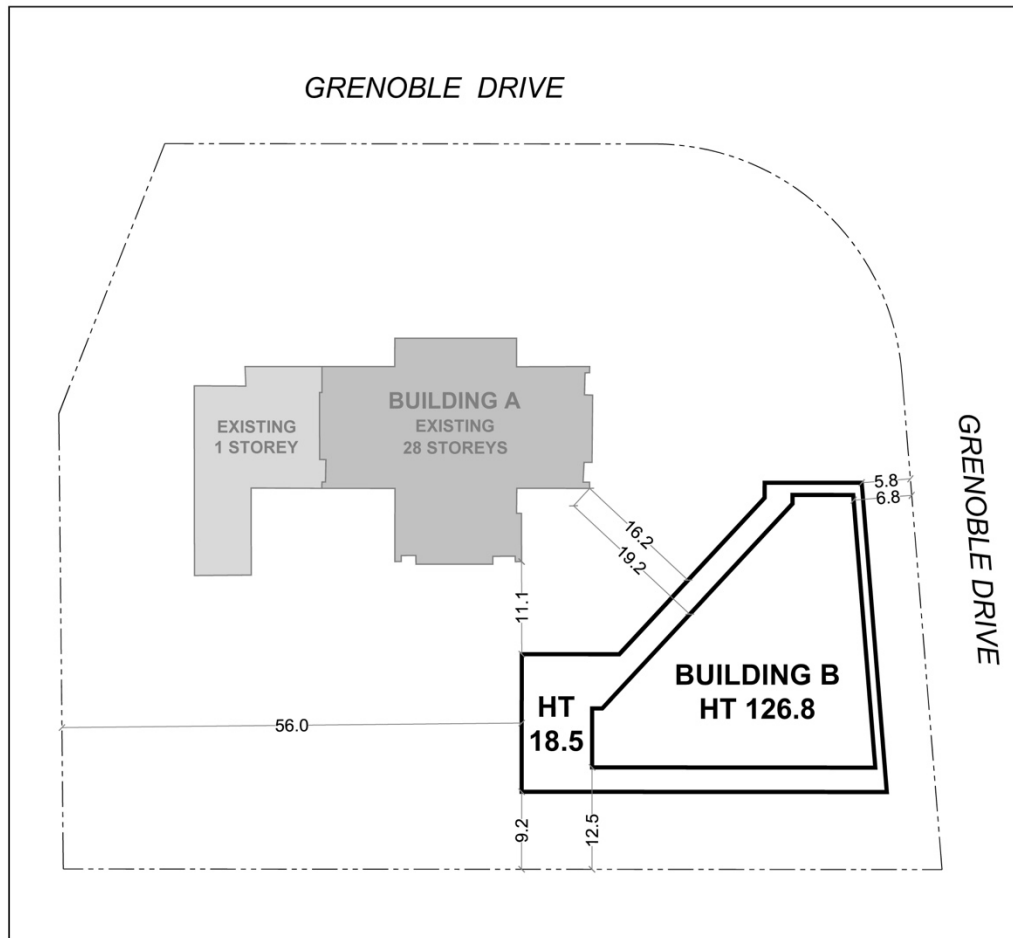 GRENOBLE DRIVE
BUILDING A
EXISTING
28 STOREYS
EXISTING
1 STOREY
GRENOBLE DRIVE
5.8
6.8
16.2
19.2
11.1
BUILDING B
HT 126.8
HT
18.5
56.0
9.2
12.5